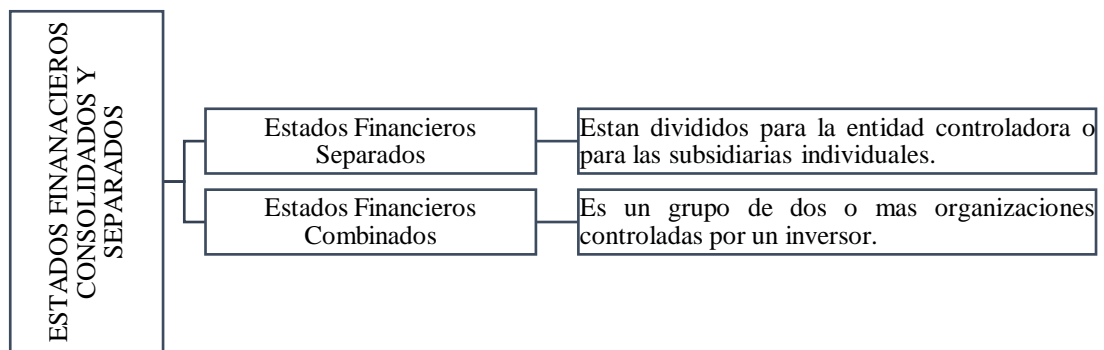 ESTADOS FINANACIEROS
CONSOLIDADOS Y
SEPARADOS
Estados Financieros
Separados
Estan divididos para la entidad controladora o
para las subsidiarias individuales.
Estados Financieros
Combinados
Es un grupo de dos o mas organizaciones
controladas por un inversor.